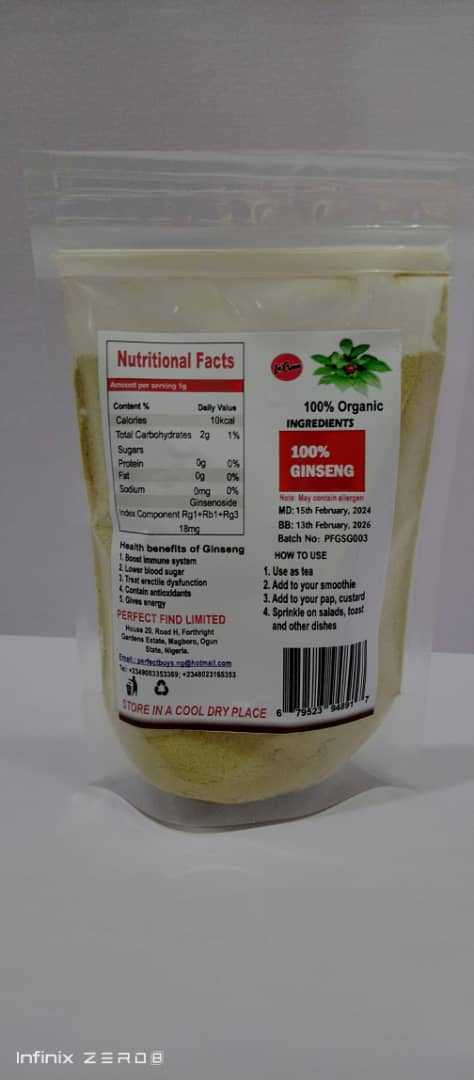 Nutritional Facts
Amount per serving 5g
Content % Daily Value
Calories 10kcal
Total Carbohydrates 2g 1%
Sugars
Protein 0g 0%
Fat 0g 0%
Sodium 0mg 0%
Ginsenoside
Index Component Rg1+Rb1+Rg3
18mg
Health benefits of Ginseng
1. Boost immune system
2. Lower blood sugar
3. Treat erectile dysfunction
4. Contain antioxidants
5. Gives energy
PERFECT FIND LIMITED
House 20, Road H, Forthright
Gardens Estate, Magboro, Ogun
State, Nigeria.
Email: perfectbuys.ng@hotmail.com
Tel: +2349083353369; +2348023165353
STORE IN A COOL DRY PLACE
100% Organic
INGREDIENTS
100%
GINSENG
Note: May contain allergen
MD: 15th February, 2024
BB: 13th February, 2026
Batch No: PFGSG003
HOW TO USE
1. Use as tea
2. Add to your smoothie
3. Add to your pap, custard
4. Sprinkle on salads, toast
and other dishes
6 79523 94891 7
Infinix ZERO 8